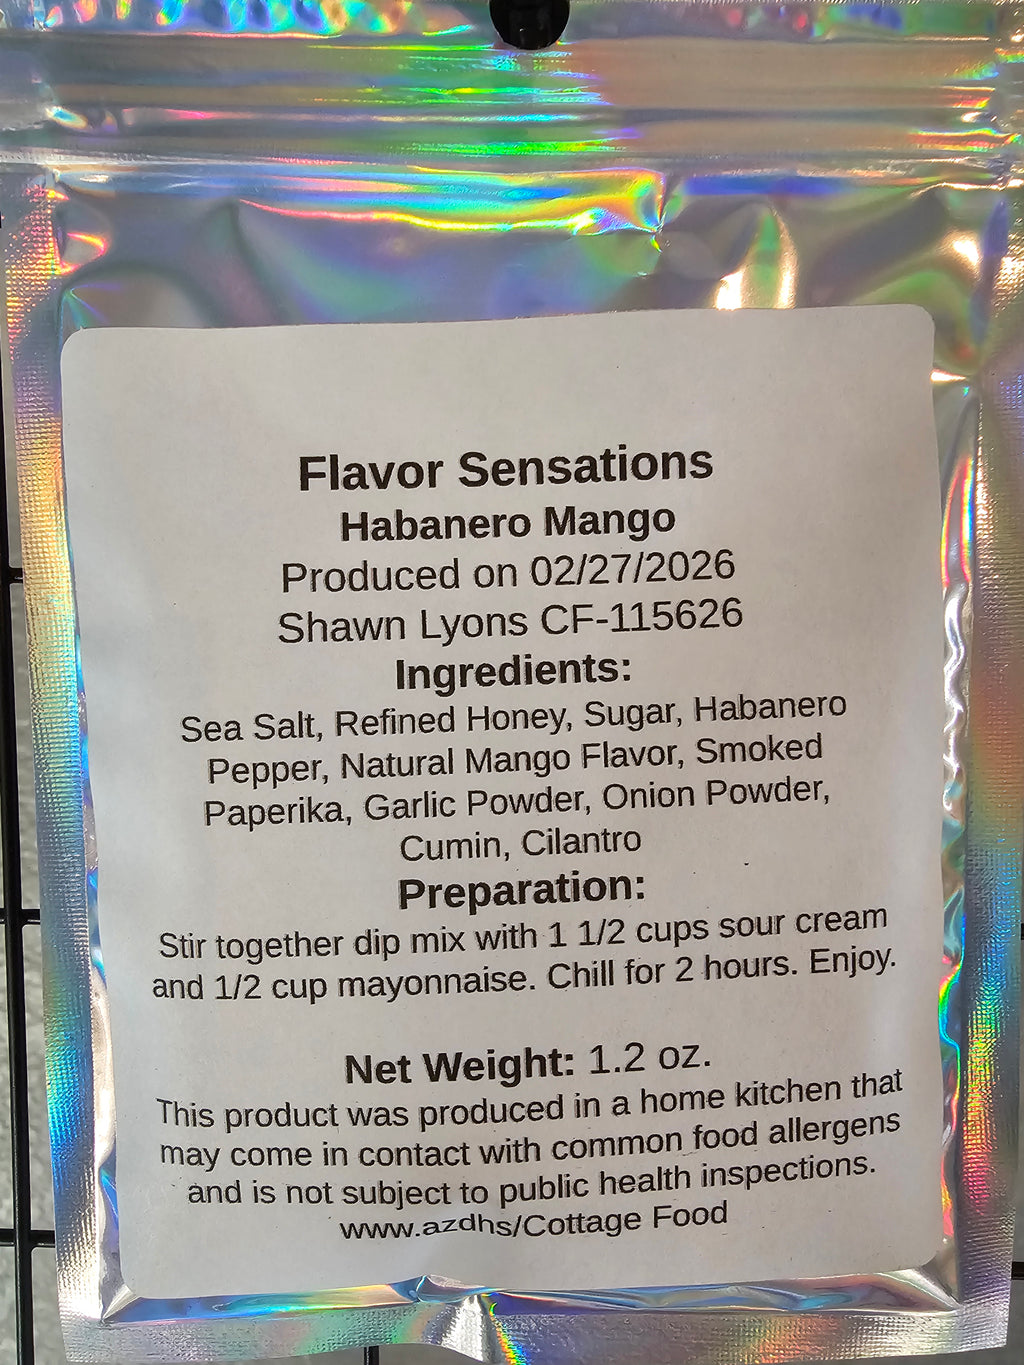 Flavor Sensations
Habanero Mango
Produced on 02/27/2026
Shawn Lyons CF-115626
Ingredients:
Sea Salt, Refined Honey, Sugar, Habanero
Pepper, Natural Mango Flavor, Smoked
Paperika, Garlic Powder, Onion Powder,
Cumin, Cilantro
Preparation:
Stir together dip mix with 1 1/2 cups sour cream
and 1/2 cup mayonnaise. Chill for 2 hours. Enjoy.
Net Weight: 1.2 oz.
This product was produced in a home kitchen that
may come in contact with common food allergens
and is not subject to public health inspections.
www.azdhs/Cottage Food